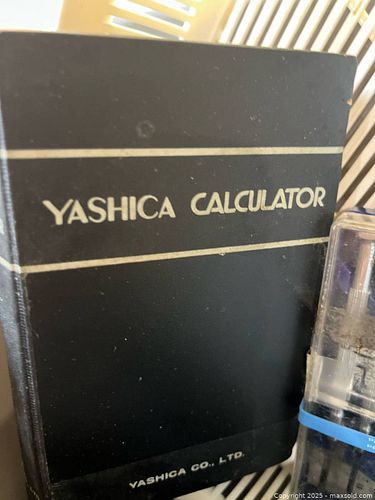 YASHICA CALCULATOR
YASHICA CO., LTD.
Copyright © 2025 - maxsold.com